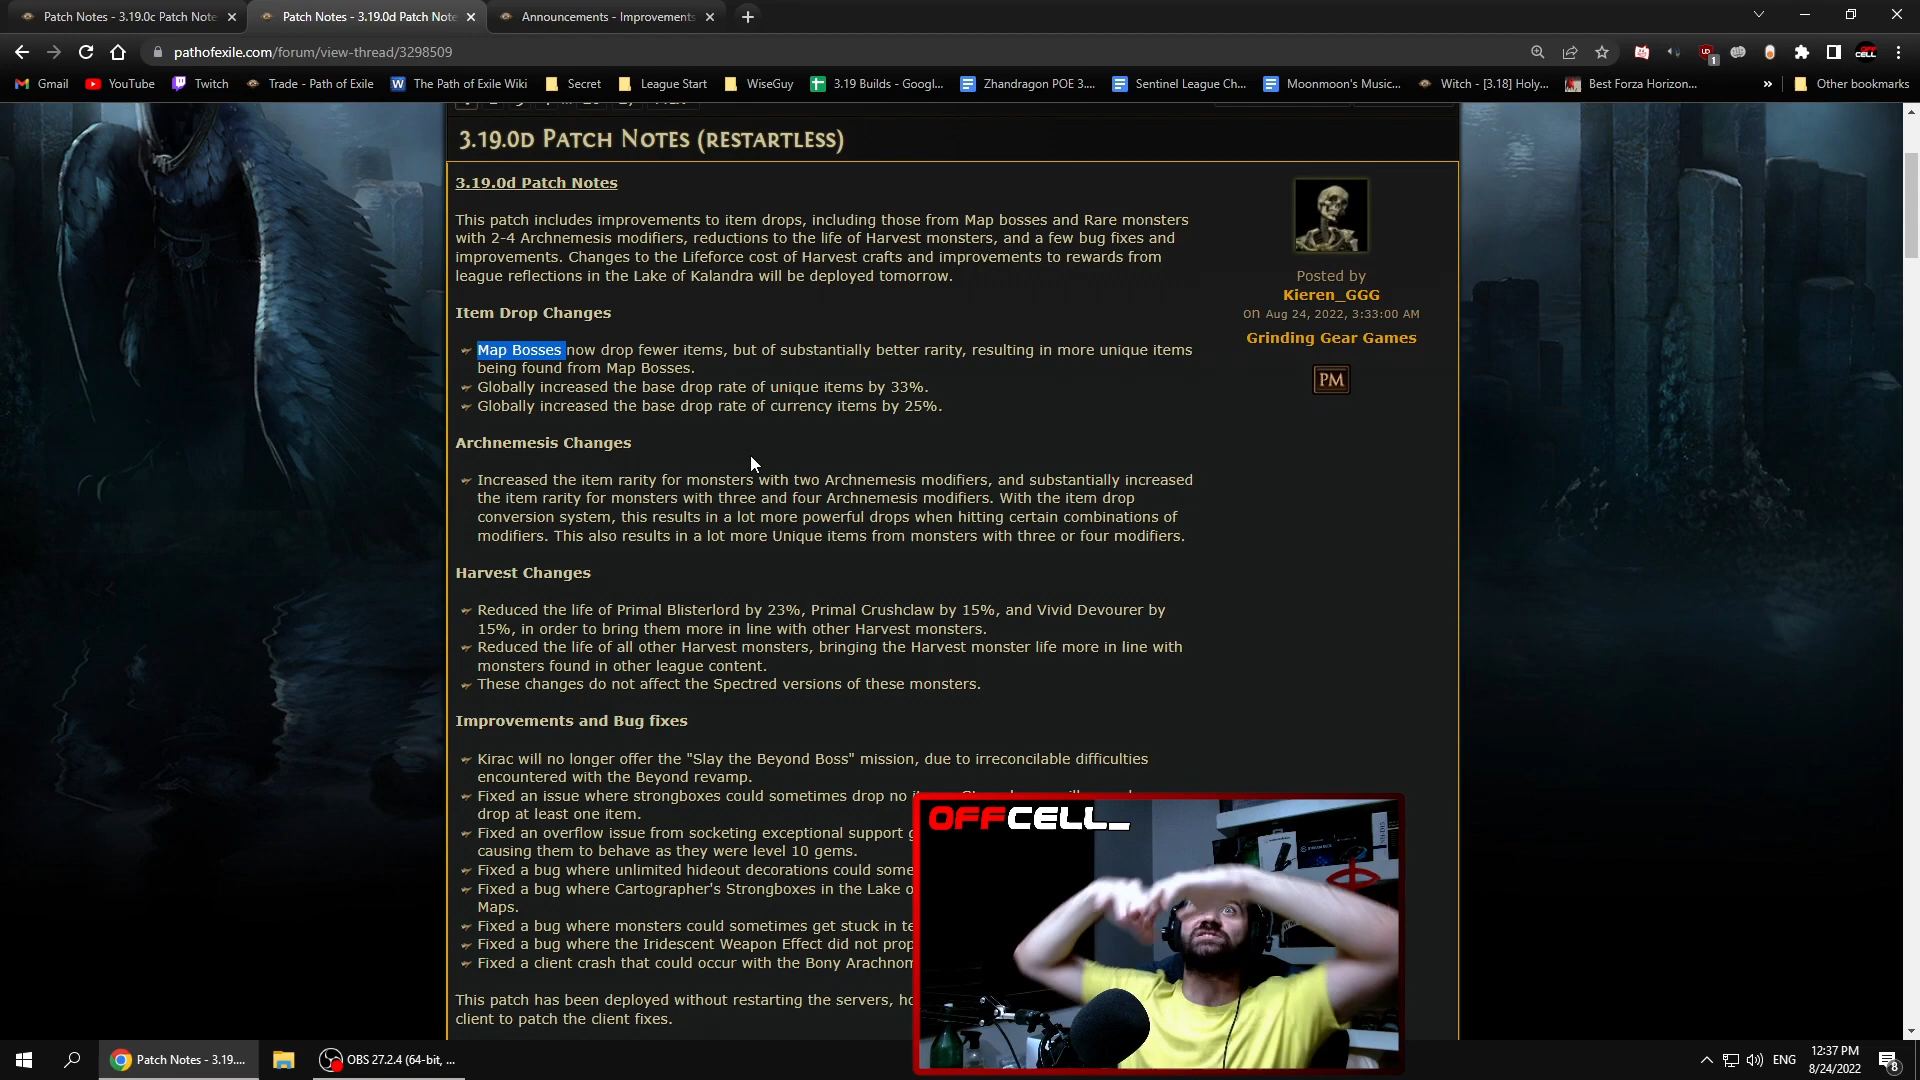 Patch Notes - 3.19.0c Patch Note
Patch Notes - 3.19.0d Patch Note
Announcements - Improvements
pathofexile.com/forum/view-thread/3298509
Gmail
YouTube
Twitch
Trade - Path of Exile
The Path of Exile Wiki
Secret
League Start
WiseGuy
3.19 Builds - Googl...
Zhandragon POE 3....
Sentinel League Ch...
Moonmoon's Music...
Witch - [3.18] Holy...
Best Forza Horizon...
»
Other bookmarks
3.19.0D PATCH NOTES (RESTARTLESS)
3.19.0d Patch Notes
This patch includes improvements to item drops, including those from Map bosses and Rare monsters
with 2-4 Archnemesis modifiers, reductions to the life of Harvest monsters, and a few bug fixes and
improvements. Changes to the Lifeforce cost of Harvest crafts and improvements to rewards from
league reflections in the Lake of Kalandra will be deployed tomorrow.
Posted by
Kieren_GGG
on Aug 24, 2022, 3:33:00 AM
Grinding Gear Games
PM
Item Drop Changes
Map Bosses now drop fewer items, but of substantially better rarity, resulting in more unique items
being found from Map Bosses.
Globally increased the base drop rate of unique items by 33%.
Globally increased the base drop rate of currency items by 25%.
Archnemesis Changes
Increased the item rarity for monsters with two Archnemesis modifiers, and substantially increased
the item rarity for monsters with three and four Archnemesis modifiers. With the item drop
conversion system, this results in a lot more powerful drops when hitting certain combinations of
modifiers. This also results in a lot more Unique items from monsters with three or four modifiers.
Harvest Changes
Reduced the life of Primal Blisterlord by 23%, Primal Crushclaw by 15%, and Vivid Devourer by
15%, in order to bring them more in line with other Harvest monsters.
Reduced the life of all other Harvest monsters, bringing the Harvest monster life more in line with
monsters found in other league content.
These changes do not affect the Spectred versions of these monsters.
Improvements and Bug fixes
Kirac will no longer offer the "Slay the Beyond Boss" mission, due to irreconcilable difficulties
encountered with the Beyond revamp.
Fixed an issue where strongboxes could sometimes drop no
drop at least one item.
Fixed an overflow issue from socketing exceptional support
causing them to behave as they were level 10 gems.
Fixed a bug where unlimited hideout decorations could some
Fixed a bug where Cartographer's Strongboxes in the Lake o
Maps.
Fixed a bug where monsters could sometimes get stuck in te
Fixed a bug where the Iridescent Weapon Effect did not prop
Fixed a client crash that could occur with the Bony Arachnom
This patch has been deployed without restarting the servers, ho
client to patch the client fixes.
OFFCELL_
Patch Notes - 3.19....
OBS 27.2.4 (64-bit, ...
ENG
12:37 PM
8/24/2022
8